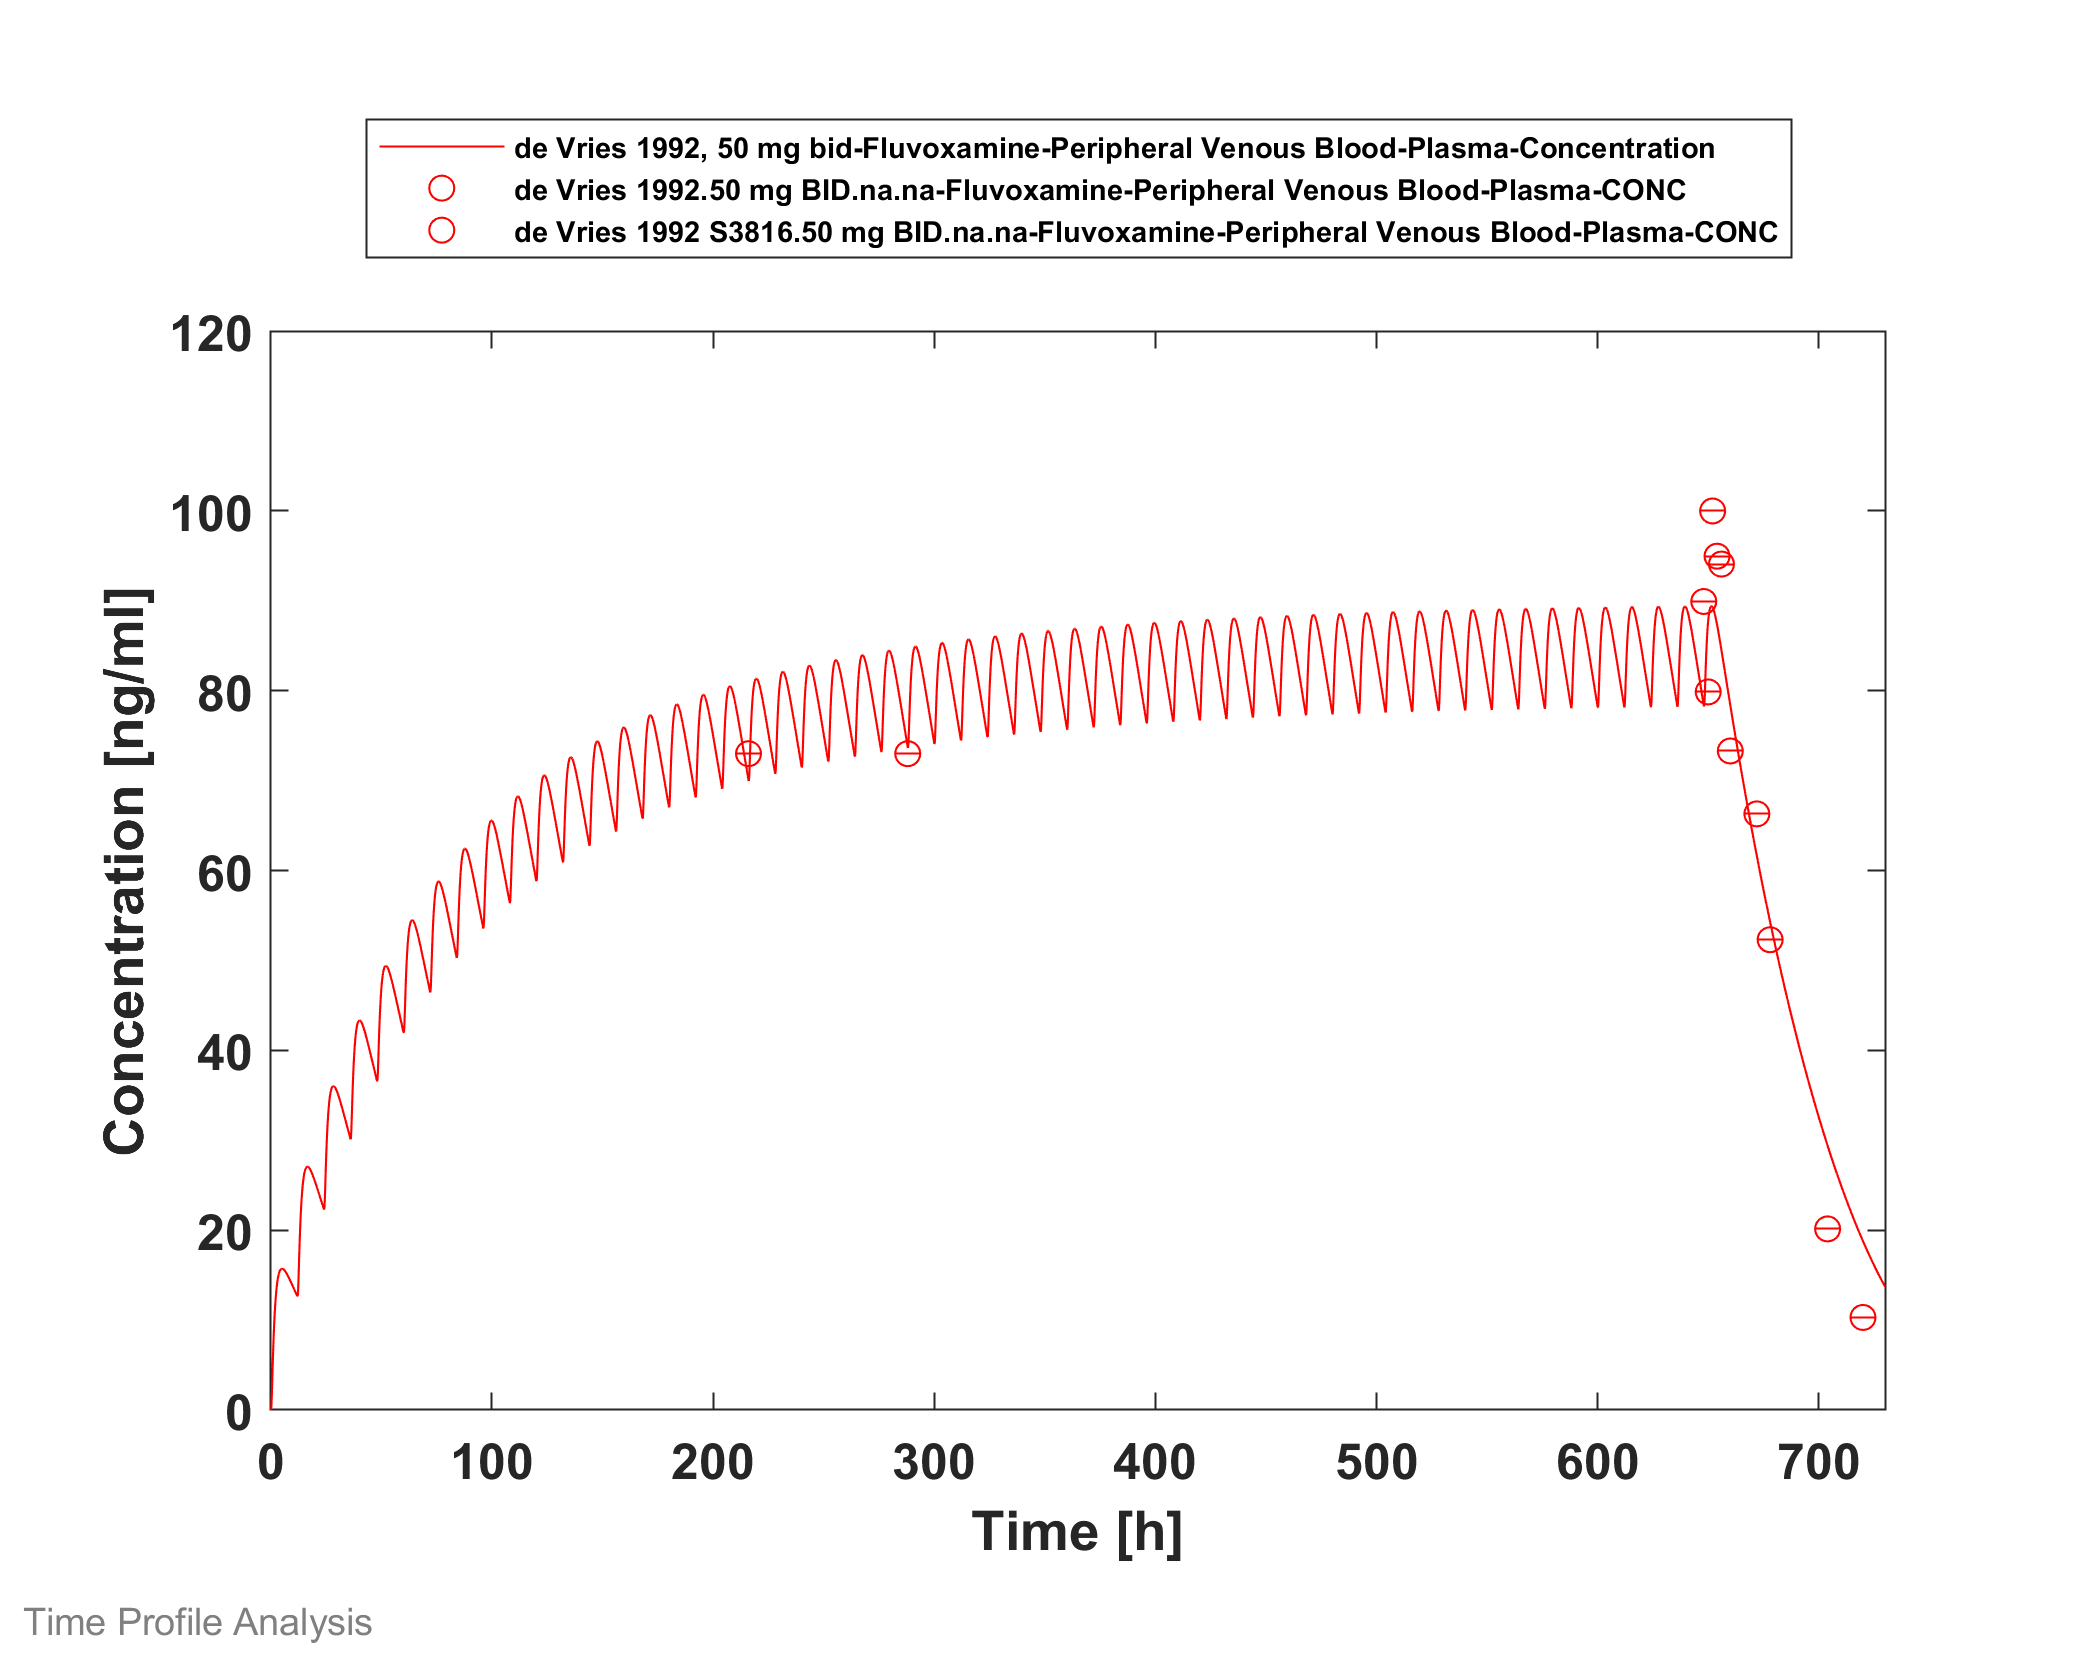 de Vries 1992, 50 mg bid-Fluvoxamine-Peripheral Venous Blood-Plasma-Concentration
de Vries 1992.50 mg BID.na.na-Fluvoxamine-Peripheral Venous Blood-Plasma-CONC
de Vries 1992 S3816.50 mg BID.na.na-Fluvoxamine-Peripheral Venous Blood-Plasma-CONC
120
100
80
60
40
20
0
Concentration [ng/ml]
0 100 200 300 400 500 600 700
Time [h]
Time Profile Analysis